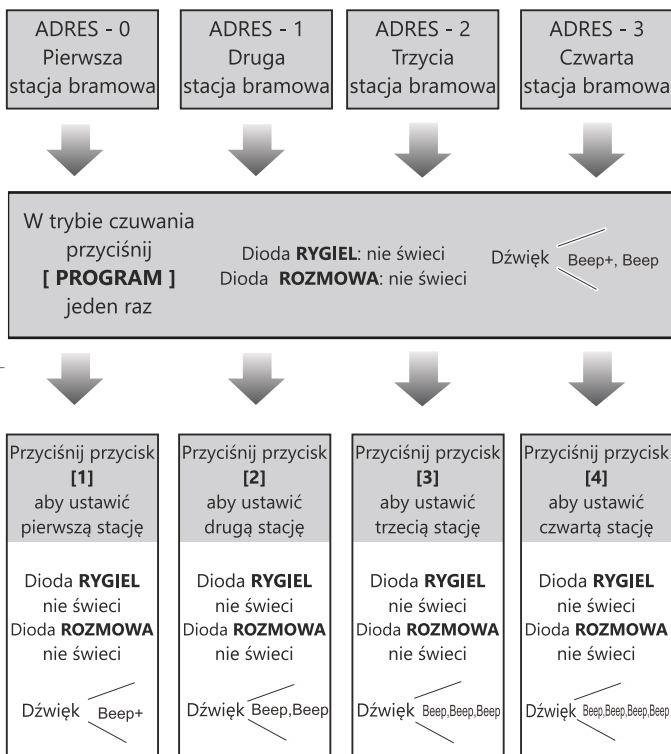 ADRES - 0
Pierwsza
stacja bramowa
ADRES - 1
Druga
stacja bramowa
ADRES - 2
Trzycia
stacja bramowa
ADRES - 3
Czwarta
stacja bramowa
W trybie czuwania
przyciśnij
[ PROGRAM ]
jeden raz
Dioda RYGIEL: nie świeci
Dioda ROZMOWA: nie świeci
Dźwięk Beep+, Beep
Przyciśnij przycisk
[1]
aby ustawić
pierwszą stację
Dioda RYGIEL
nie świeci
Dioda ROZMOWA
nie świeci
Dźwięk Beep+
Przyciśnij przycisk
[2]
aby ustawić
drugą stację
Dioda RYGIEL
nie świeci
Dioda ROZMOWA
nie świeci
Dźwięk Beep,Beep
Przyciśnij przycisk
[3]
aby ustawić
trzecią stację
Dioda RYGIEL
nie świeci
Dioda ROZMOWA
nie świeci
Dźwięk Beep,Beep,Beep
Przyciśnij przycisk
[4]
aby ustawić
czwartą stację
Dioda RYGIEL
nie świeci
Dioda ROZMOWA
nie świeci
Dźwięk Beep,Beep,Beep,Beep